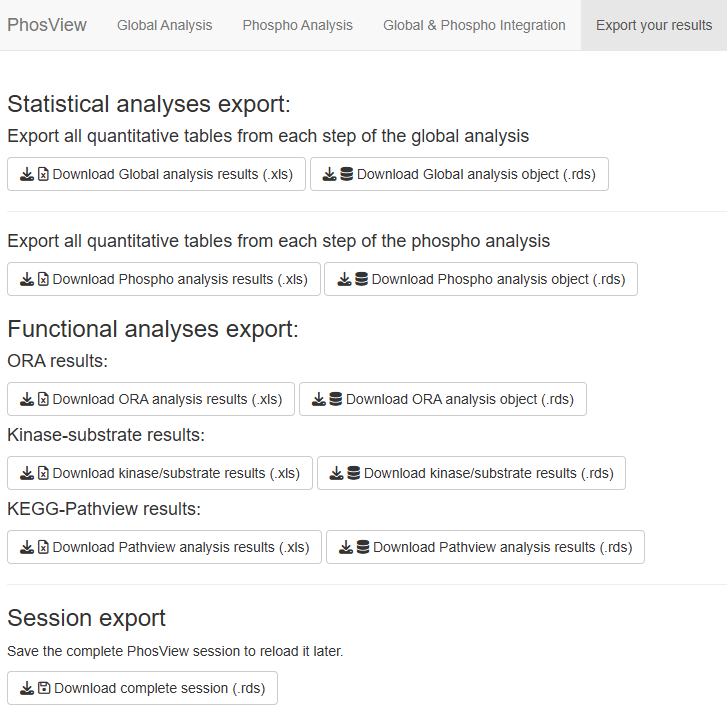 PhosView Global Analysis Phospho Analysis Global & Phospho Integration Export your results
Statistical analyses export:
Export all quantitative tables from each step of the global analysis
Download Global analysis results (.xls) Download Global analysis object (.rds)
Export all quantitative tables from each step of the phospho analysis
Download Phospho analysis results (.xls) Download Phospho analysis object (.rds)
Functional analyses export:
ORA results:
Download ORA analysis results (.xls) Download ORA analysis object (.rds)
Kinase-substrate results:
Download kinase/substrate results (.xls) Download kinase/substrate results (.rds)
KEGG-Pathview results:
Download Pathview analysis results (.xls) Download Pathview analysis results (.rds)
Session export
Save the complete PhosView session to reload it later.
Download complete session (.rds)